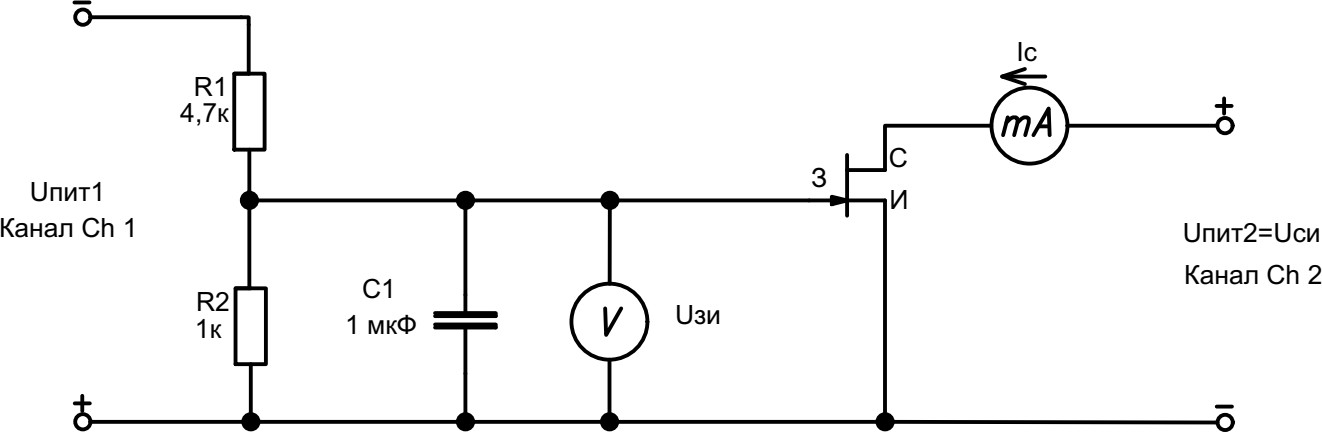 Iс
R1
4,7к
mA
Uпит1
Канал Ch 1
З
С
И
Uпит2=Uси
Канал Ch 2
R2
1к
C1
1 мкФ
V
Uзи